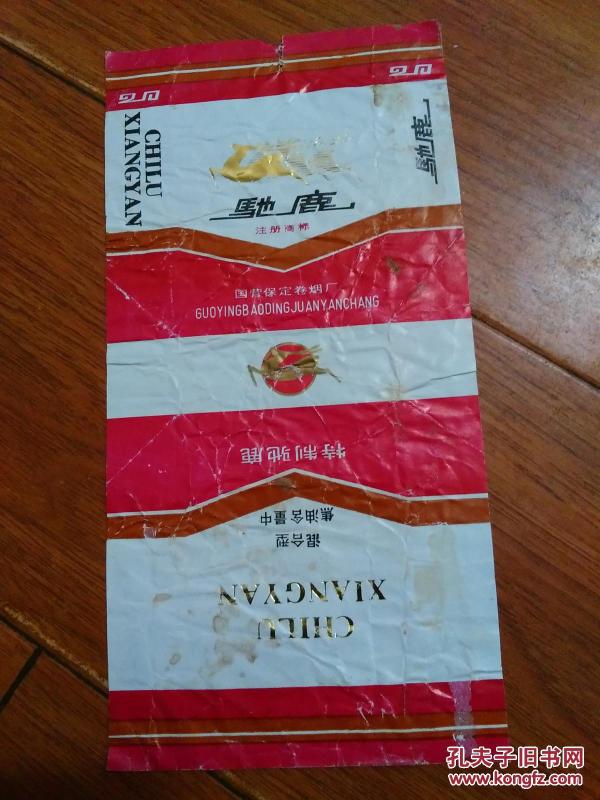 CHILU
XIANGYAN
馳鹿
注册商标
馳鹿
国营保定卷烟厂
GUOYINGBAODINGJUANYANCHANG
特制驰鹿
混合型
焦油含量中
CHILU
XIANGYAN
孔夫子旧书网
www.kongfz.com